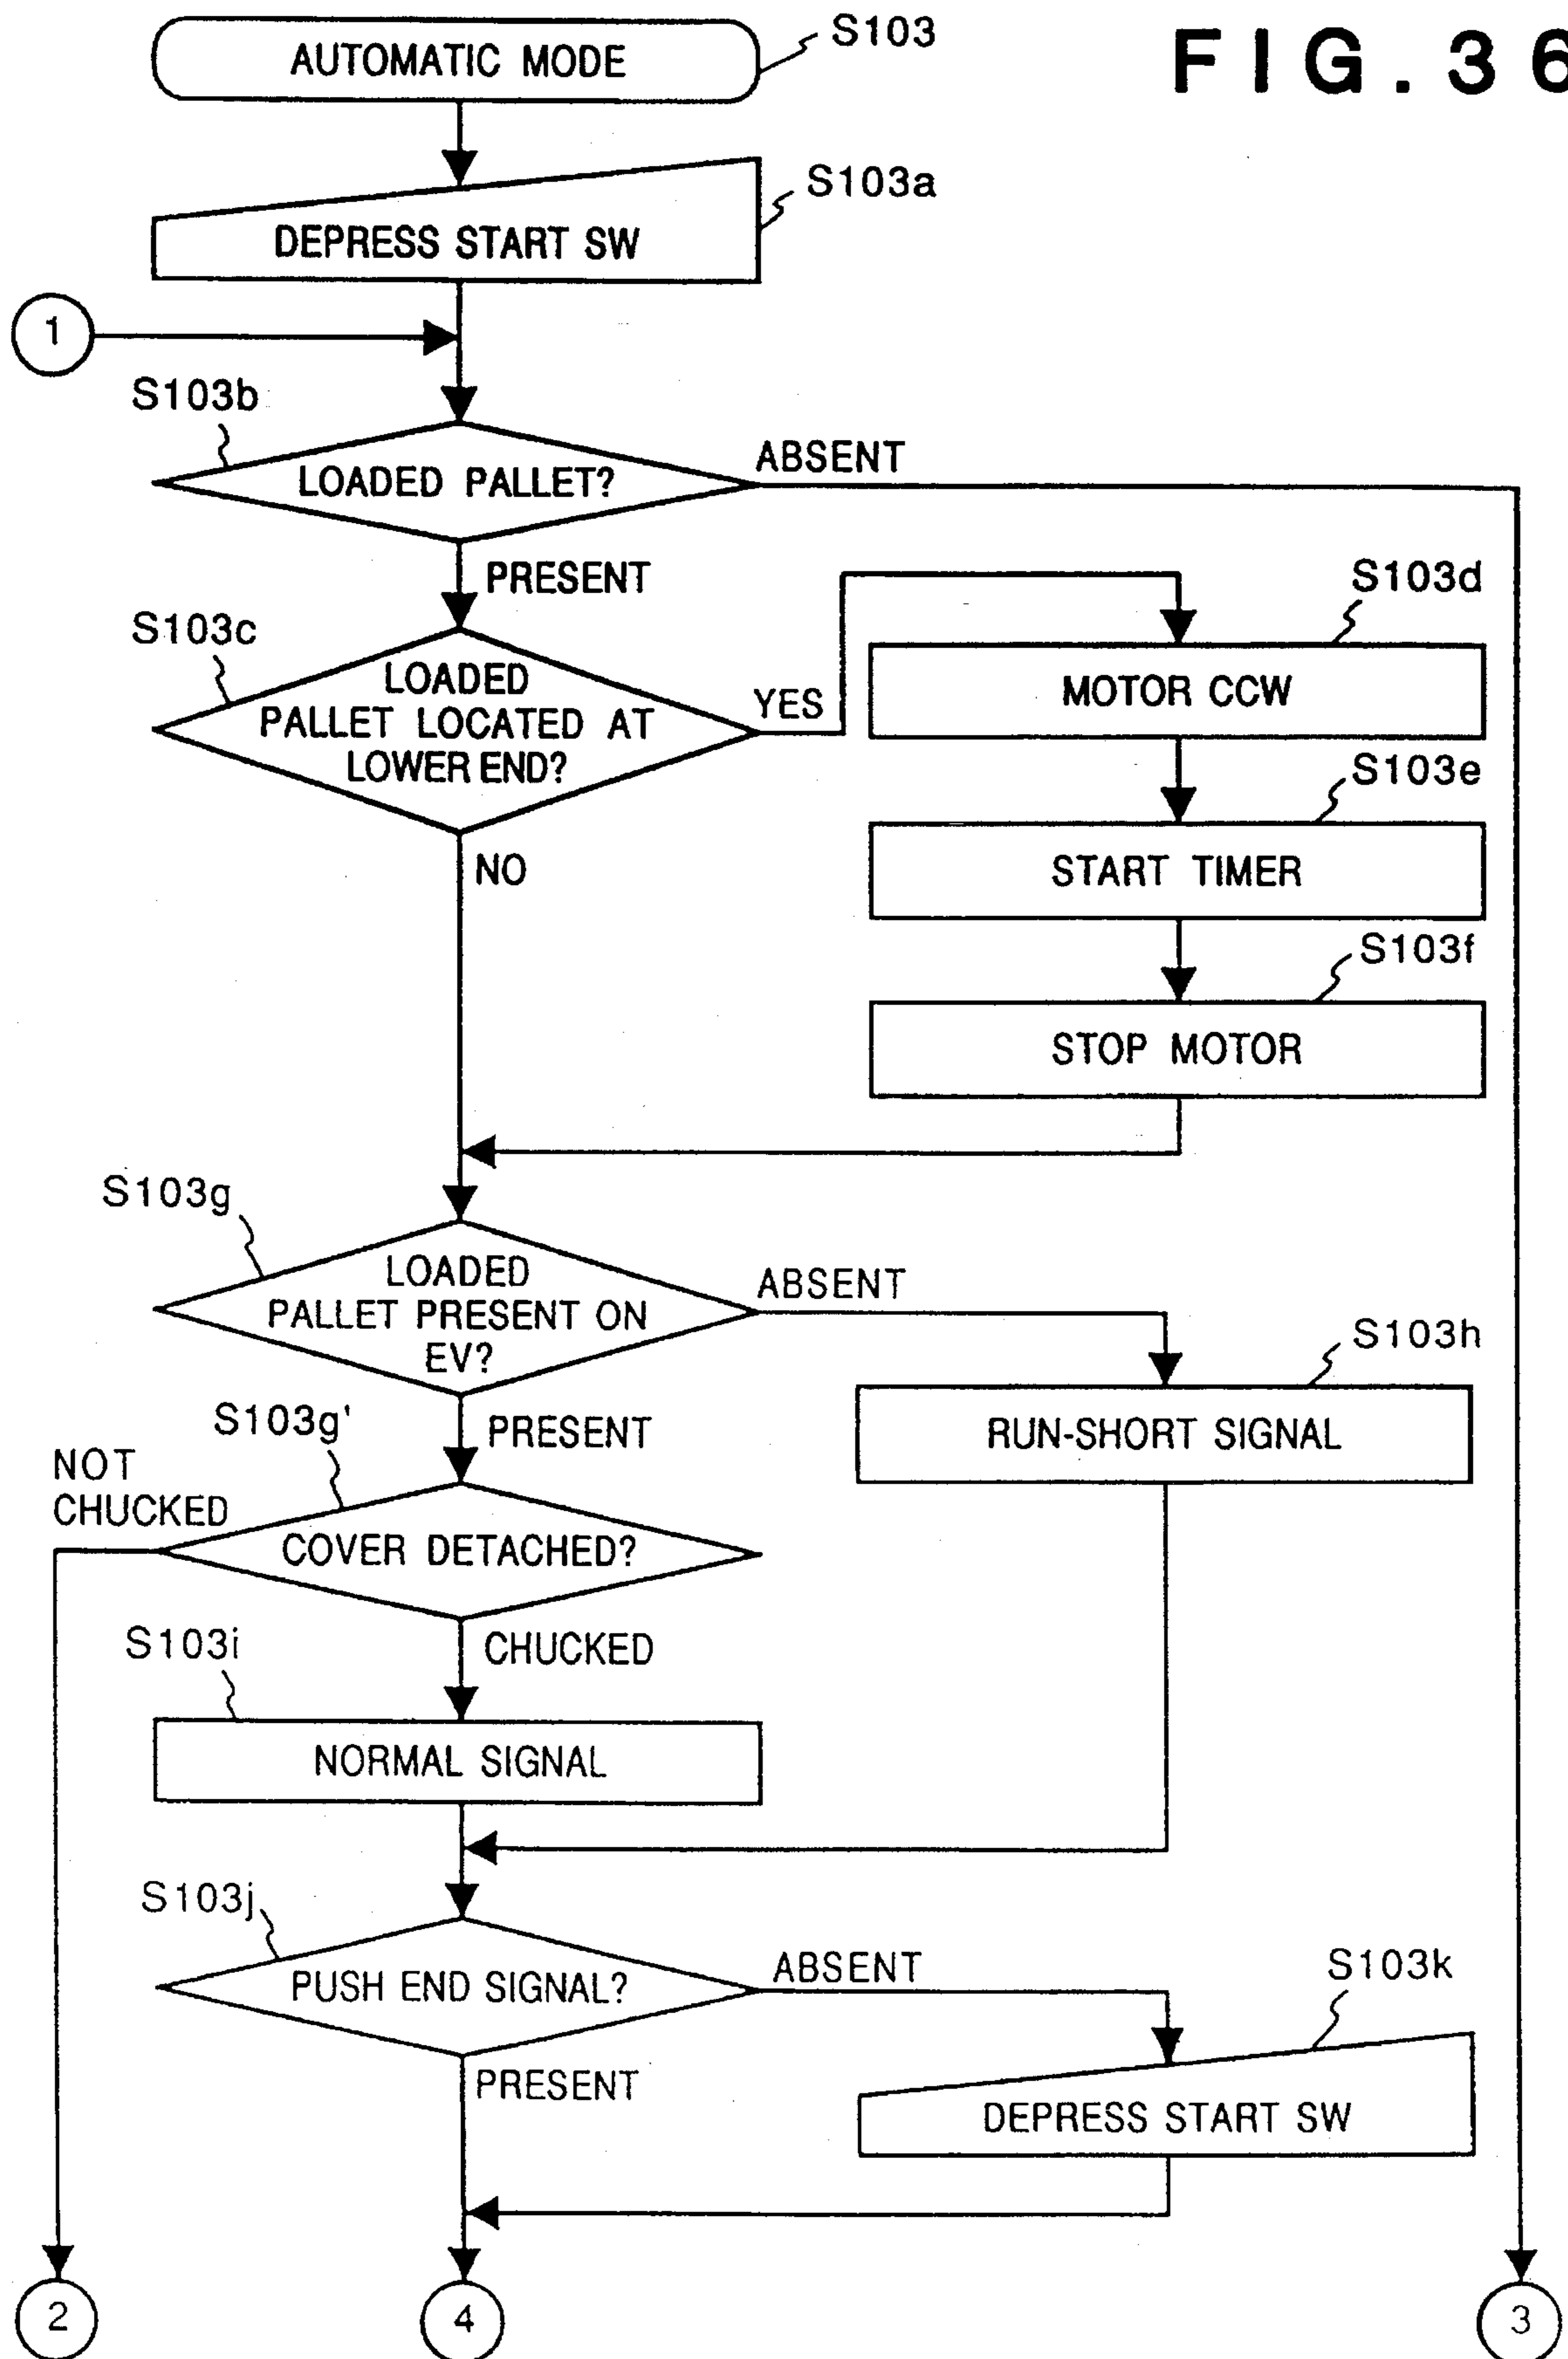 FIG.36
AUTOMATIC MODE
S103
DEPRESS START SW
S103a
1
S103b
LOADED PALLET?
ABSENT
PRESENT
S103c
LOADED
PALLET LOCATED AT
LOWER END?
YES
NO
S103d
MOTOR CCW
S103e
START TIMER
S103f
STOP MOTOR
S103g
LOADED
PALLET PRESENT ON
EV?
ABSENT
PRESENT
S103h
RUN-SHORT SIGNAL
S103g'
NOT
CHUCKED
COVER DETACHED?
CHUCKED
S103i
NORMAL SIGNAL
S103j
PUSH END SIGNAL?
ABSENT
PRESENT
S103k
DEPRESS START SW
2
4
3